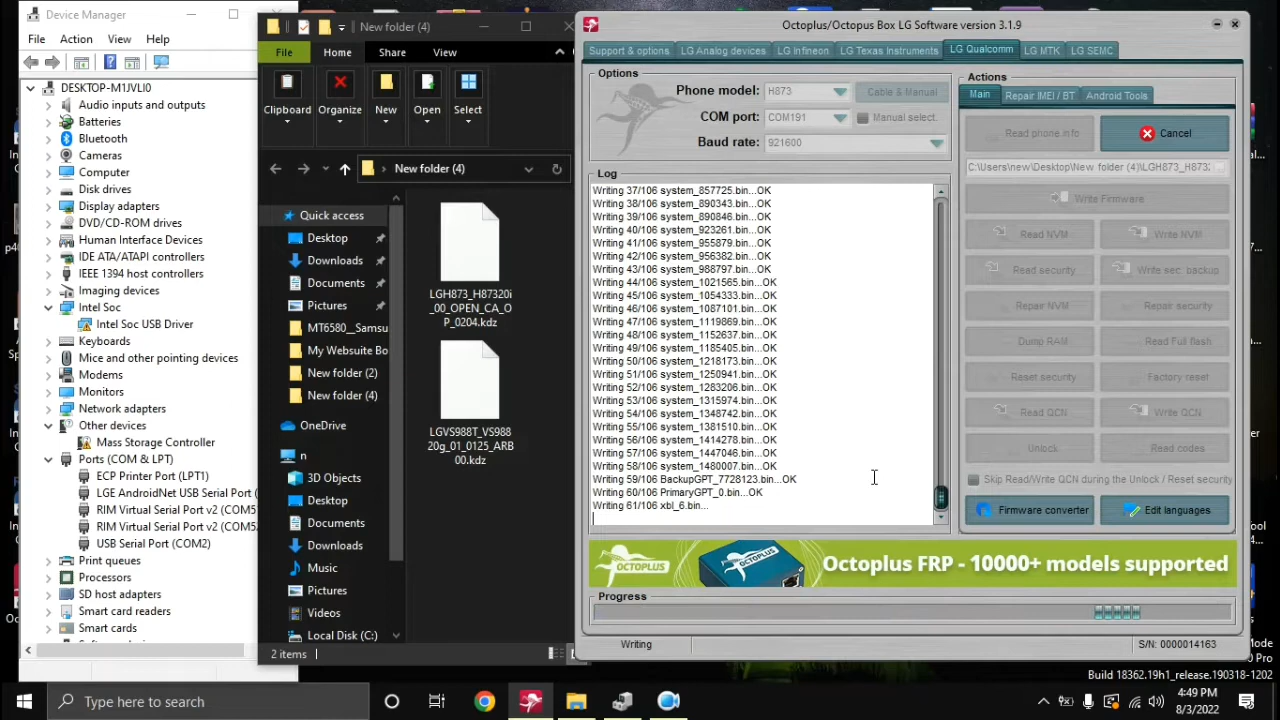 Device Manager
File Action View Help
DESKTOP-M1JVLI0
Audio inputs and outputs
Batteries
Bluetooth
Cameras
Computer
Disk drives
Display adapters
DVD/CD-ROM drives
Human Interface Devices
IDE ATA/ATAPI controllers
IEEE 1394 host controllers
Imaging devices
Intel Soc
Intel Soc USB Driver
Keyboards
Mice and other pointing devices
Modems
Monitors
Network adapters
Other devices
Mass Storage Controller
Ports (COM & LPT)
ECP Printer Port (LPT1)
LGE AndroidNet USB Serial Port (
RIM Virtual Serial Port v2 (COM5
RIM Virtual Serial Port v2 (COM5
USB Serial Port (COM2)
Print queues
Processors
SD host adapters
Smart card readers
Smart cards
New folder (4)
File Home Share View
Clipboard Organize New Open Select
New folder (4)
Quick access
Desktop
Downloads
Documents
Pictures
MT6580__Samsu
My Websuite Bo
New folder (2)
New folder (4)
OneDrive
n
3D Objects
Desktop
Documents
Downloads
Music
Pictures
Videos
Local Disk (C:)
LGH873_H87320i
_00_OPEN_CA_O
P_0204.kdz
LGVS988T_VS988
20g_01_0125_ARB
00.kdz
2 items
Octoplus/Octopus Box LG Software version 3.1.9
Support & options LG Analog devices LG Infineon LG Texas Instruments LG Qualcomm LG MTK LG SEMC
Options
Phone model: H873 Cable & Manual
COM port: COM191 Manual select.
Baud rate: 921600
Log
Writing 37/106 system_857725.bin...OK
Writing 38/106 system_890343.bin...OK
Writing 39/106 system_890846.bin...OK
Writing 40/106 system_923261.bin...OK
Writing 41/106 system_955879.bin...OK
Writing 42/106 system_956382.bin...OK
Writing 43/106 system_988797.bin...OK
Writing 44/106 system_1021565.bin...OK
Writing 45/106 system_1054333.bin...OK
Writing 46/106 system_1087101.bin...OK
Writing 47/106 system_1119869.bin...OK
Writing 48/106 system_1152637.bin...OK
Writing 49/106 system_1185405.bin...OK
Writing 50/106 system_1218173.bin...OK
Writing 51/106 system_1250941.bin...OK
Writing 52/106 system_1283206.bin...OK
Writing 53/106 system_1315974.bin...OK
Writing 54/106 system_1348742.bin...OK
Writing 55/106 system_1381510.bin...OK
Writing 56/106 system_1414278.bin...OK
Writing 57/106 system_1447046.bin...OK
Writing 58/106 system_1480007.bin...OK
Writing 59/106 BackupGPT_7728123.bin...OK
Writing 60/106 PrimaryGPT_0.bin...OK
Writing 61/106 xbl_6.bin...
Actions
Main Repair IMEI / BT Android Tools
Read phone info Cancel
C:\Users\new\Desktop\New folder (4)\LGH873_H873
Write Firmware
Read NVM Write NVM
Read security Write sec. backup
Repair NVM Repair security
Dump RAM Read Full flash
Reset security Factory reset
Read QCN Write QCN
Unlock Read codes
Skip Read/Write QCN during the Unlock / Reset security
Firmware converter Edit languages
OCTOPLUS Octoplus FRP - 10000+ models supported
Progress
Writing S/N: 0000014163
Mode
Build 18362.19h1_release.190318-1202
Type here to search
4:49 PM
8/3/2022